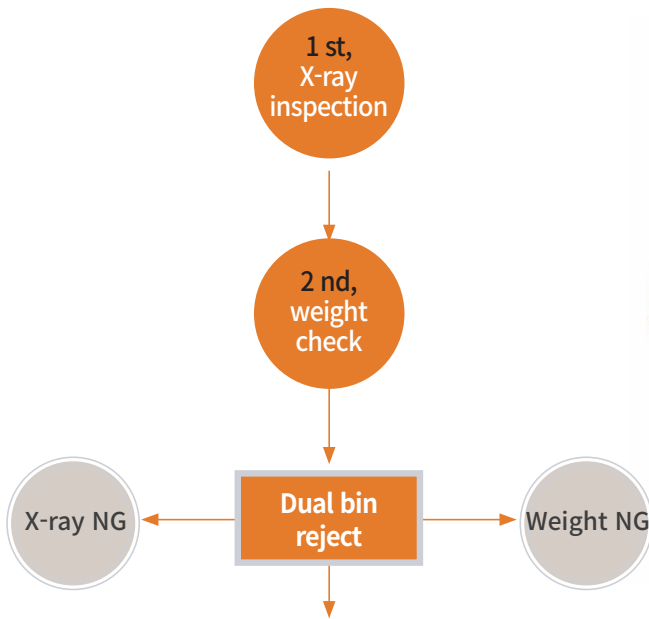 1 st,
X-ray
inspection
2 nd,
weight
check
X-ray NG
Dual bin
reject
Weight NG